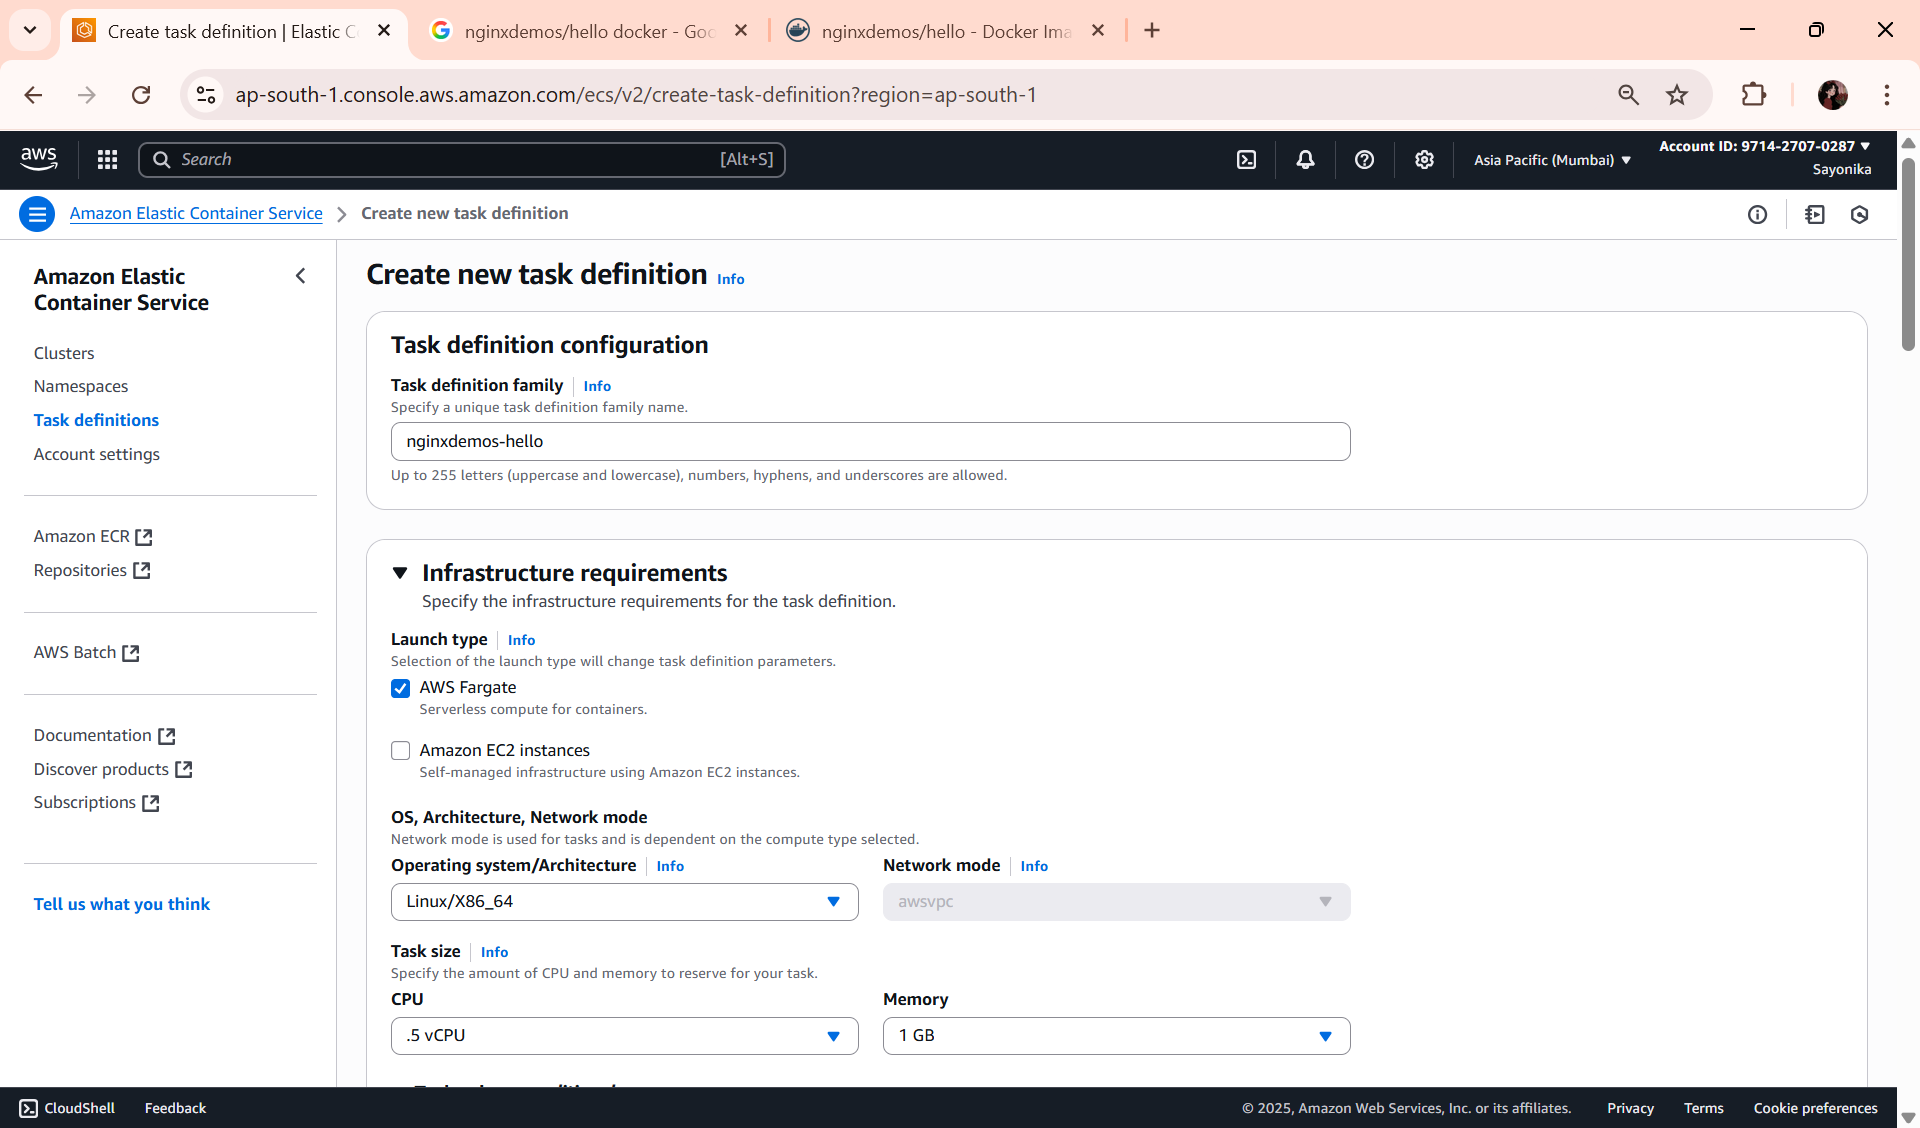 Create task definition | Elastic C
nginxdemos/hello docker - Goo
nginxdemos/hello - Docker Ima
ap-south-1.console.aws.amazon.com/ecs/v2/create-task-definition?region=ap-south-1
aws
Search
[Alt+S]
Asia Pacific (Mumbai)
Account ID: 9714-2707-0287
Sayonika
Amazon Elastic Container Service
Create new task definition
Amazon Elastic
Container Service
Clusters
Namespaces
Task definitions
Account settings
Amazon ECR
Repositories
AWS Batch
Documentation
Discover products
Subscriptions
Tell us what you think
Create new task definition Info
Task definition configuration
Task definition family Info
Specify a unique task definition family name.
nginxdemos-hello
Up to 255 letters (uppercase and lowercase), numbers, hyphens, and underscores are allowed.
Infrastructure requirements
Specify the infrastructure requirements for the task definition.
Launch type Info
Selection of the launch type will change task definition parameters.
AWS Fargate
Serverless compute for containers.
Amazon EC2 instances
Self-managed infrastructure using Amazon EC2 instances.
OS, Architecture, Network mode
Network mode is used for tasks and is dependent on the compute type selected.
Operating system/Architecture Info
Linux/X86_64
Network mode Info
awsvpc
Task size Info
Specify the amount of CPU and memory to reserve for your task.
CPU
.5 vCPU
Memory
1 GB
CloudShell
Feedback
© 2025, Amazon Web Services, Inc. or its affiliates.
Privacy
Terms
Cookie preferences